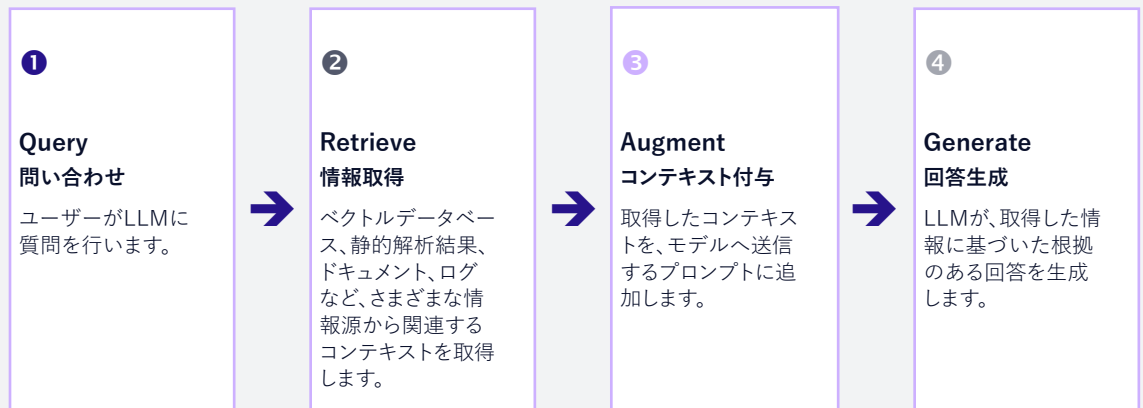 ❶
Query
問い合わせ
ユーザーがLLMに
質問を行います。
❷
Retrieve
情報取得
ベクトルデータベー
ス、静的解析結果、
ドキュメント、ログ
など、さまざまな情
報源から関連する
コンテキストを取得
します。
❸
Augment
コンテキスト付与
取得したコンテキス
トを、モデルへ送信
するプロンプトに追
加します。
❹
Generate
回答生成
LLMが、取得した情
報に基づいた根拠
のある回答を生成
します。